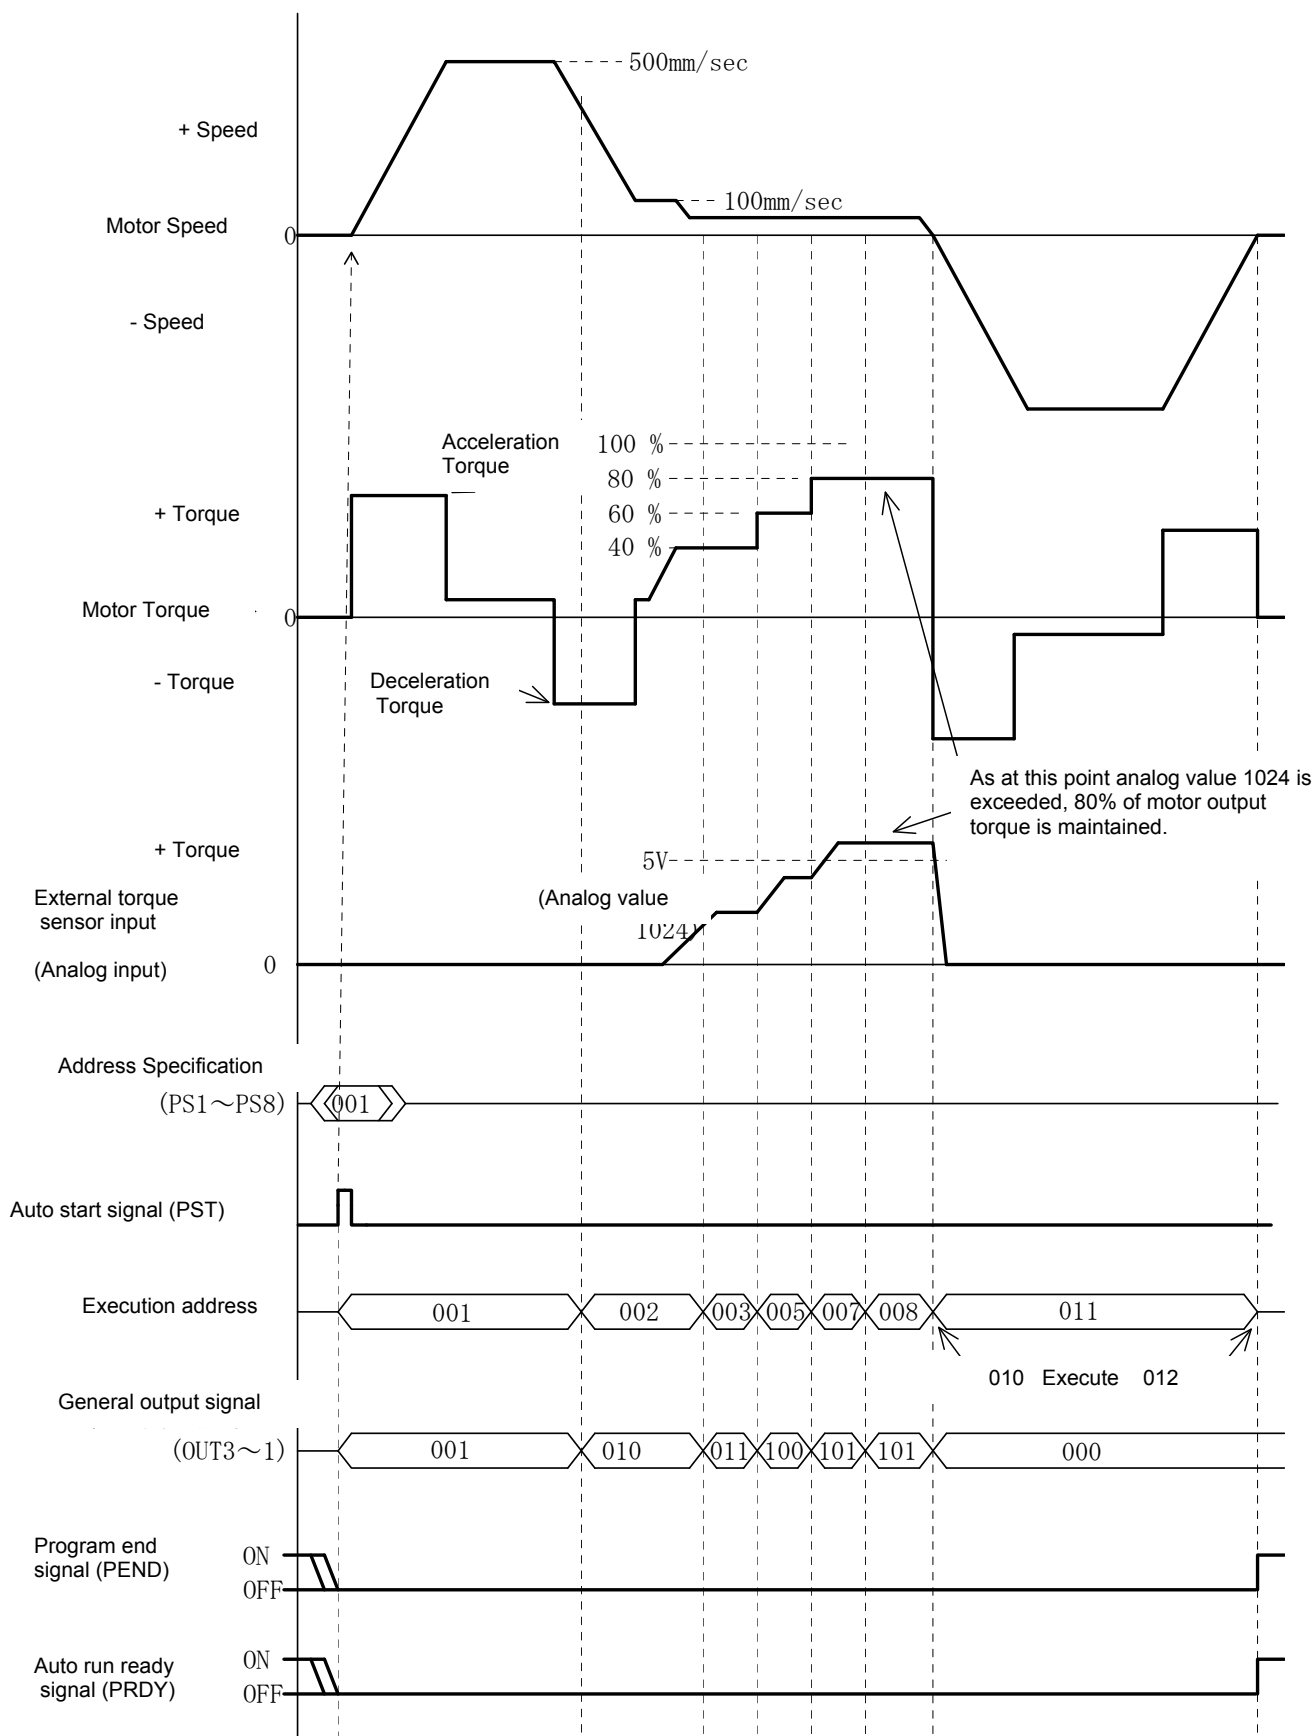 500mm/sec
+ Speed
100mm/sec
Motor Speed
0
- Speed
Acceleration
Torque
100 %
80 %
60 %
40 %
+ Torque
Motor Torque
0
- Torque
Deceleration
Torque
As at this point analog value 1024 is
exceeded, 80% of motor output
torque is maintained.
+ Torque
5V
External torque
sensor input
(Analog value
1024)
(Analog input)
0
Address Specification
(PS1～PS8)
001
Auto start signal (PST)
Execution address
001 002 003 005 007 008 011
010 Execute 012
General output signal
(OUT3～1)
001 010 011 100 101 101 000
Program end
signal (PEND)
ON
OFF
Auto run ready
signal (PRDY)
ON
OFF